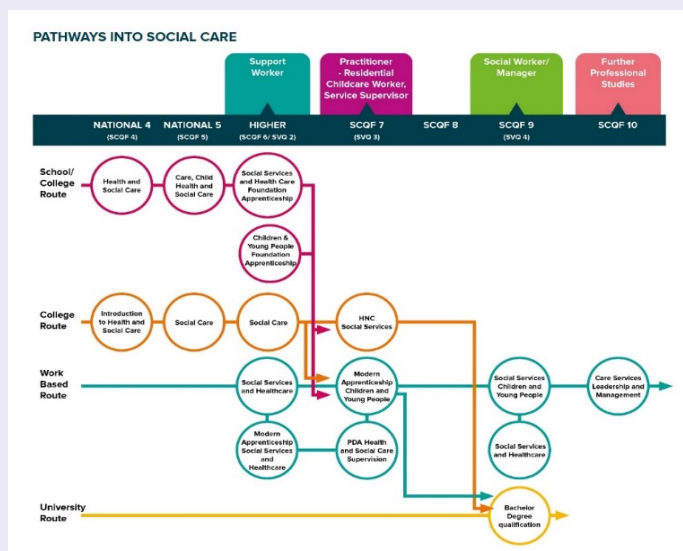 PATHWAYS INTO SOCIAL CARE
Support
Worker
Practitioner
- Residential
Childcare Worker,
Service Supervisor
Social Worker/
Manager
Further
Professional
Studies
NATIONAL 4
(SCQF 4)
NATIONAL 5
(SCQF 5)
HIGHER
(SCQF 6/ SVQ 2)
SCQF 7
(SVQ 3)
SCQF 8
SCQF 9
(SVQ 4)
SCQF 10
School/
College
Route
Health and
Social Care
Care, Child
Health and
Social Care
Social Services
and Health Care
Foundation
Apprenticeship
Children &
Young People
Foundation
Apprenticeship
College
Route
Introduction
to Health and
Social Care
Social Care
Social Care
HNC
Social Services
Work
Based
Route
Social Services
and Healthcare
Modern
Apprenticeship
Children and
Young People
Social Services
Children and
Young People
Care Services
Leadership and
Management
Modern
Apprenticeship
Social Services
and
Healthcare
PDA Health
and Social Care
Supervision
Social Services
and Healthcare
University
Route
Bachelor
Degree
qualification